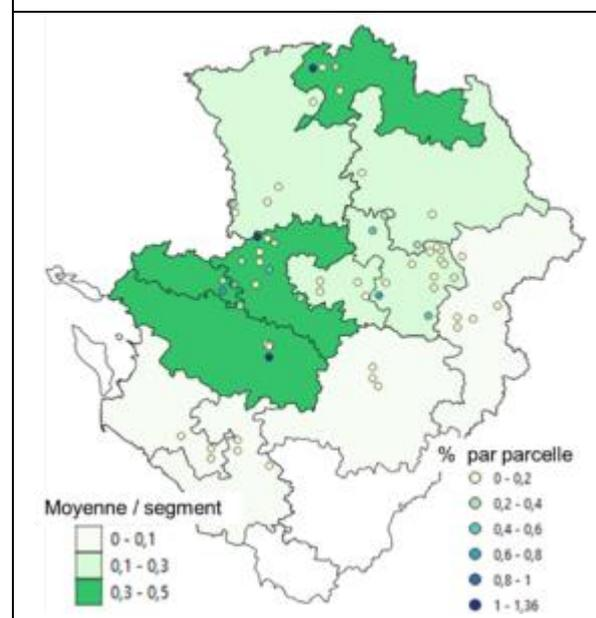 % par parcelle
0 - 0,2
0,2 - 0,4
0,4 - 0,6
0,6 - 0,8
0,8 - 1
1 - 1,36
Moyenne / segment
0 - 0,1
0,1 - 0,3
0,3 - 0,5